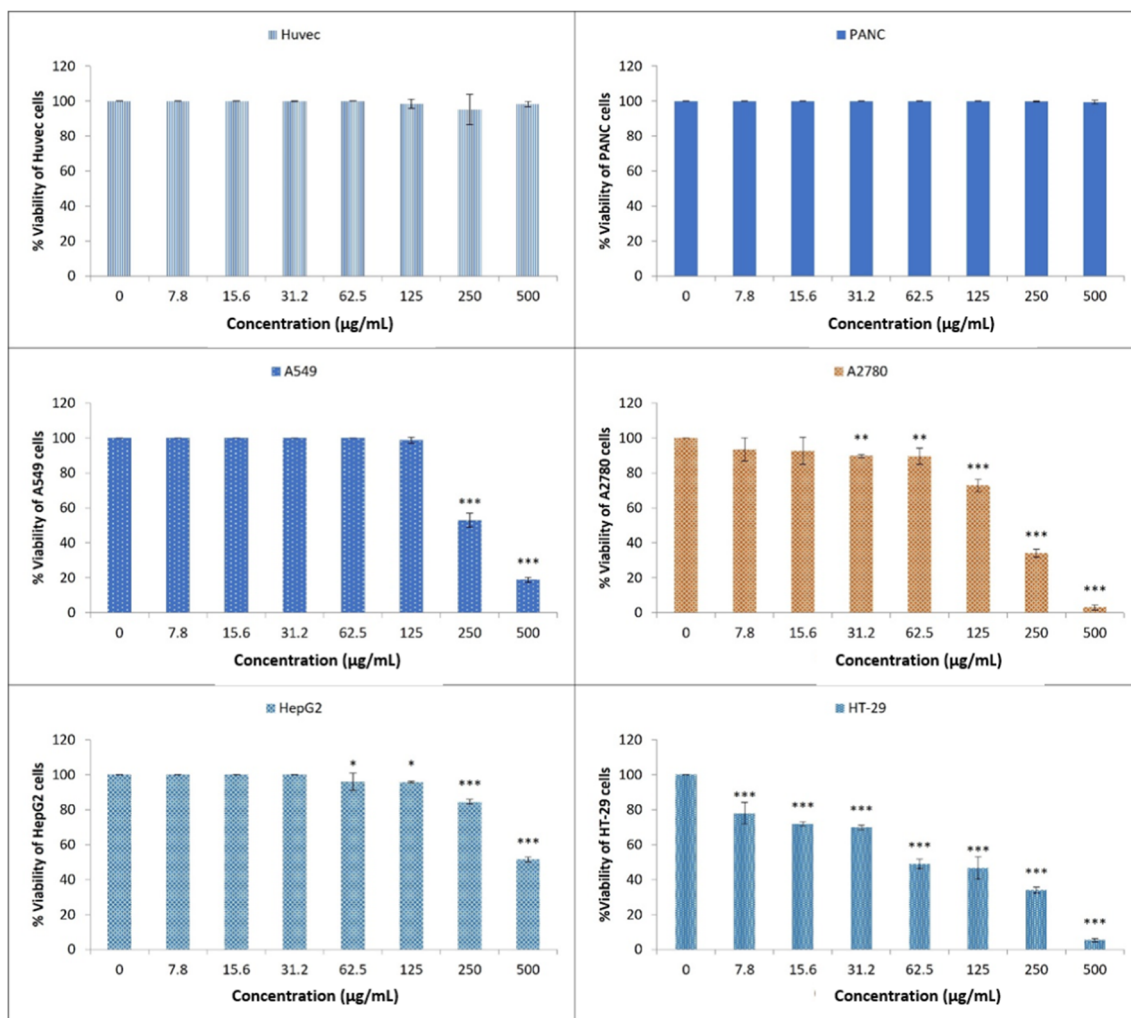 Huvec
% Viability of Huvec cells
120
100
80
60
40
20
0
0 7.8 15.6 31.2 62.5 125 250 500
Concentration (µg/mL)
PANC
% Viability of PANC cells
120
100
80
60
40
20
0
0 7.8 15.6 31.2 62.5 125 250 500
Concentration (µg/mL)
A549
% Viability of A549 cells
120
100
80
60
40
20
0
***
***
0 7.8 15.6 31.2 62.5 125 250 500
Concentration (µg/mL)
A2780
% Viability of A2780 cells
120
100
80
60
40
20
0
** **
***
***
***
0 7.8 15.6 31.2 62.5 125 250 500
Concentration (µg/mL)
HepG2
% Viability of HepG2 cells
120
100
80
60
40
20
0
* *
***
***
0 7.8 15.6 31.2 62.5 125 250 500
Concentration (µg/mL)
HT-29
%Viability of HT-29 cells
120
100
80
60
40
20
0
*** *** ***
*** ***
***
***
0 7.8 15.6 31.2 62.5 125 250 500
Concentration (µg/mL)